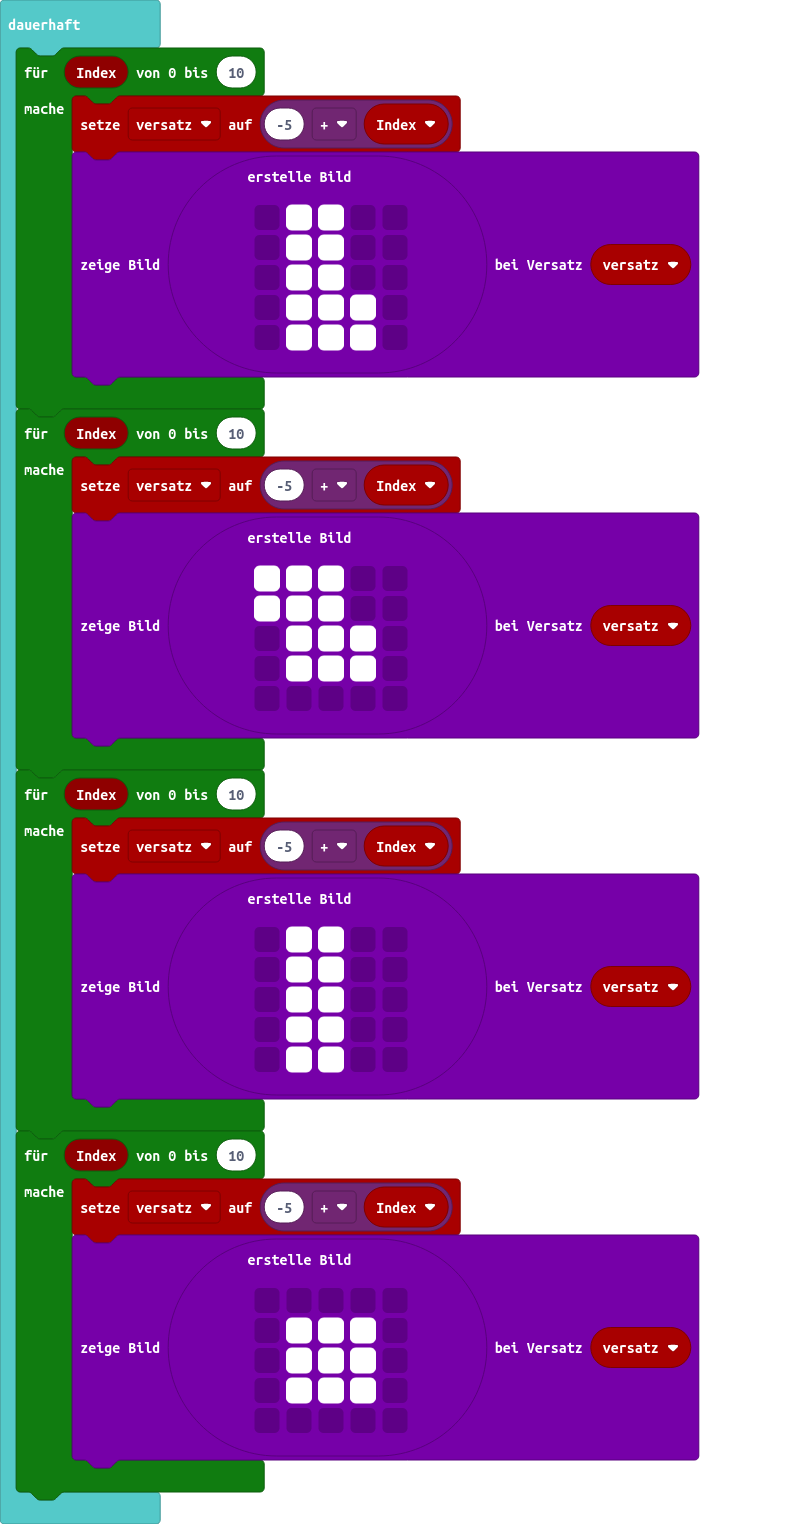 dauerhaft
für Index von 0 bis 10
mache
setze versatz auf -5 + Index
erstelle Bild
zeige Bild bei Versatz versatz
für Index von 0 bis 10
mache
setze versatz auf -5 + Index
erstelle Bild
zeige Bild bei Versatz versatz
für Index von 0 bis 10
mache
setze versatz auf -5 + Index
erstelle Bild
zeige Bild bei Versatz versatz
für Index von 0 bis 10
mache
setze versatz auf -5 + Index
erstelle Bild
zeige Bild bei Versatz versatz